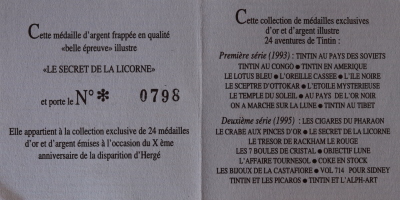 Cette médaille d'argent frappée en qualité
«belle épreuve» illustre
«LE SECRET DE LA LICORNE»
et porte le N°* 0798
Elle appartient à la collection exclusive de 24 médailles
d'or et d'argent émises à l'occasion du X ème
anniversaire de la disparition d'Hergé
Cette collection de médailles exclusives
d'or et d'argent illustre
24 aventures de Tintin :
Première série (1993) : TINTIN AU PAYS DES SOVIETS
TINTIN AU CONGO ● TINTIN EN AMERIQUE
LE LOTUS BLEU ● L'OREILLE CASSEE ● L'ILE NOIRE
LE SCEPTRE D'OTTOKAR ● L'ETOILE MYSTERIEUSE
LE TEMPLE DU SOLEIL ● AU PAYS DE L'OR NOIR
ON A MARCHE SUR LA LUNE ● TINTIN AU TIBET
Deuxième série (1995) : LES CIGARES DU PHARAON
LE CRABE AUX PINCES D'OR ● LE SECRET DE LA LICORNE
LE TRESOR DE RACKHAM LE ROUGE
LES 7 BOULES DE CRISTAL ● OBJECTIF LUNE
L'AFFAIRE TOURNESOL ● COKE EN STOCK
LES BIJOUX DE LA CASTAFIORE ● VOL 714 POUR SIDNEY
TINTIN ET LES PICAROS ● TINTIN ET L'ALPH-ART